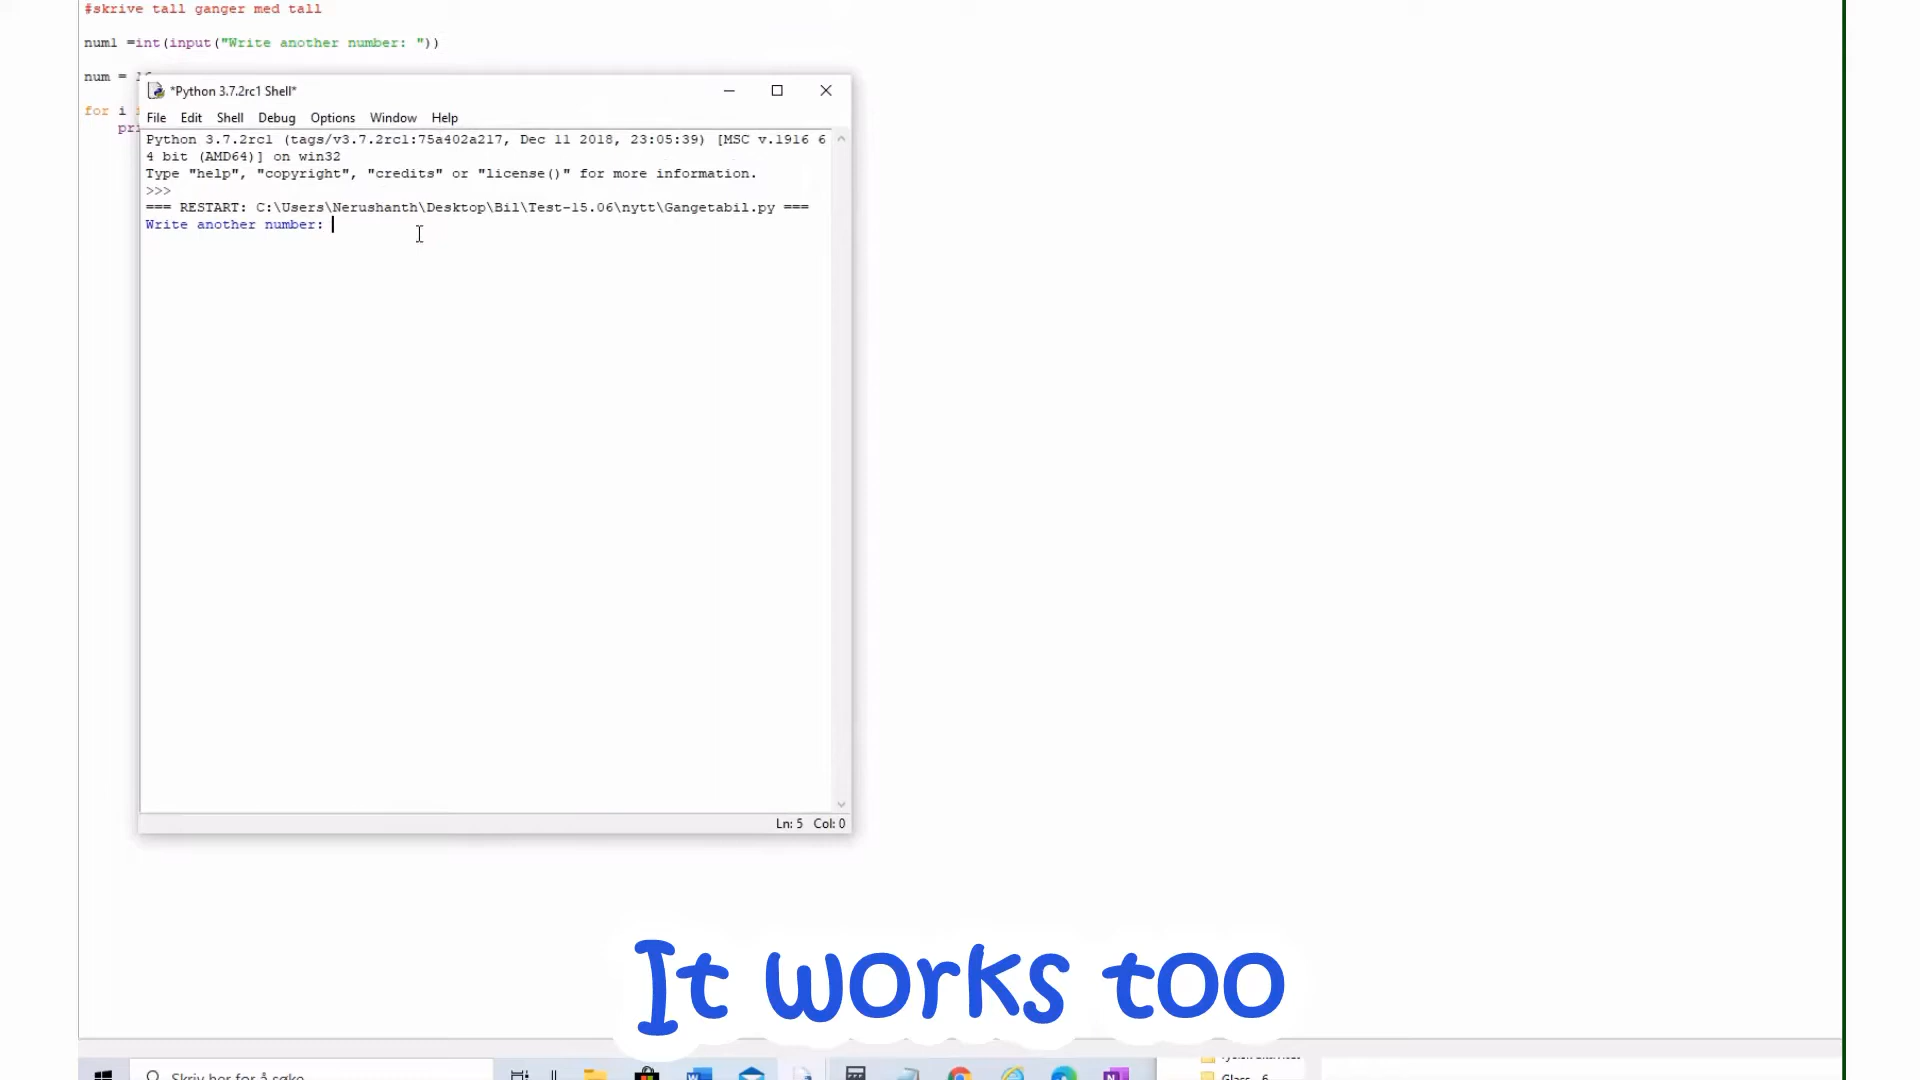 #skrive tall ganger med tall
num1 =int(input("Write another number: "))
num =
for i
pri
*Python 3.7.2rc1 Shell*
File Edit Shell Debug Options Window Help
Python 3.7.2rc1 (tags/v3.7.2rc1:75a402a217, Dec 11 2018, 23:05:39) [MSC v.1916 6
4 bit (AMD64)] on win32
Type "help", "copyright", "credits" or "license()" for more information.
>>>
=== RESTART: C:\Users\Nerushanth\Desktop\Bil\Test-15.06\nytt\Gangetabil.py ===
Write another number:
Ln: 5 Col: 0
It works too
Skriv her for å søke
Glass - 6